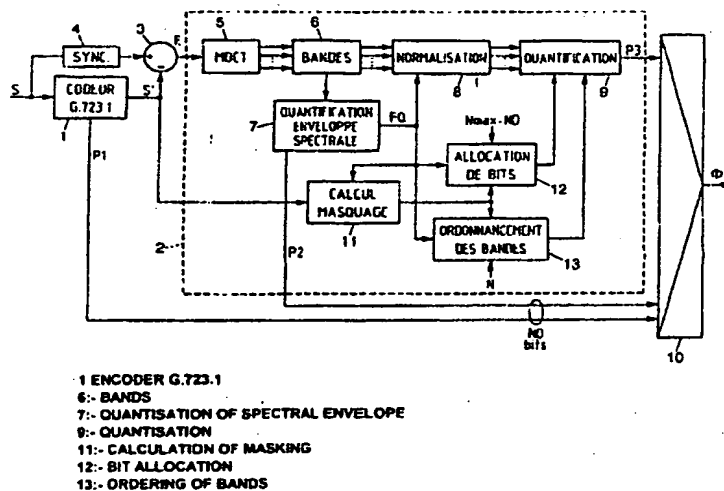 5
6
4
3
SYNC.
MDCT
BANDES
NORMALISATION
QUANTIFICATION
P3
8
9
S
CODEUR
G.723.1
S'
1
QUANTIFICATION
ENVELOPPE
SPECTRALE
7
FQ
Nmax-N0
P1
ALLOCATION
DE BITS
12
CALCUL
MASQUAGE
11
Φ
2
P2
ORDONNANCEMENT
DES BANDES
13
N
N0
bits
10
1 ENCODER G.723.1
6:- BANDS
7:- QUANTISATION OF SPECTRAL ENVELOPE
9:- QUANTISATION
11:- CALCULATION OF MASKING
12:- BIT ALLOCATION
13:- ORDERING OF BANDS